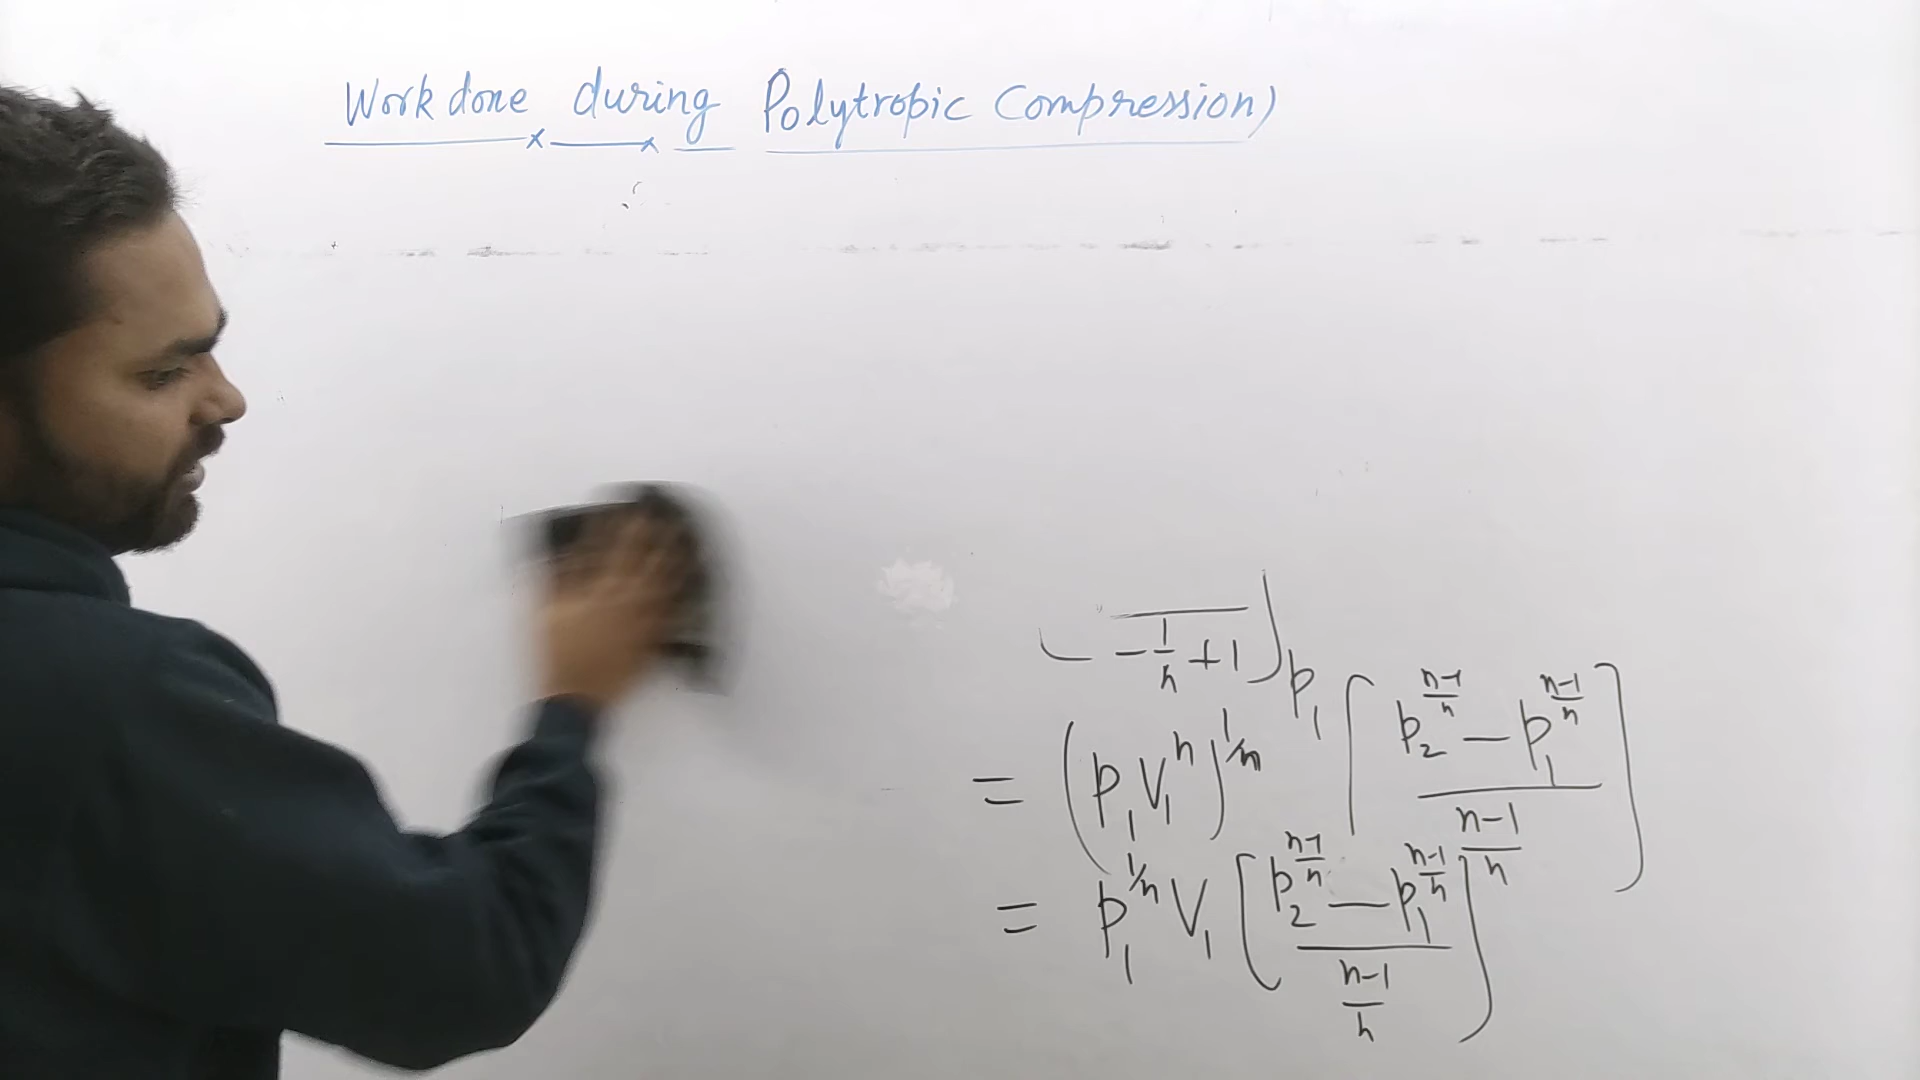 Work done during Polytropic Compression)
-1/n + 1 ] p₁
= (p₁V₁ⁿ)^1/n [ (p₂^(n-1)/n - p₁^(n-1)/n) / ((n-1)/n) ]
= p₁^1/n V₁ [ (p₂^(n-1)/n - p₁^(n-1)/n) / ((n-1)/n) ]